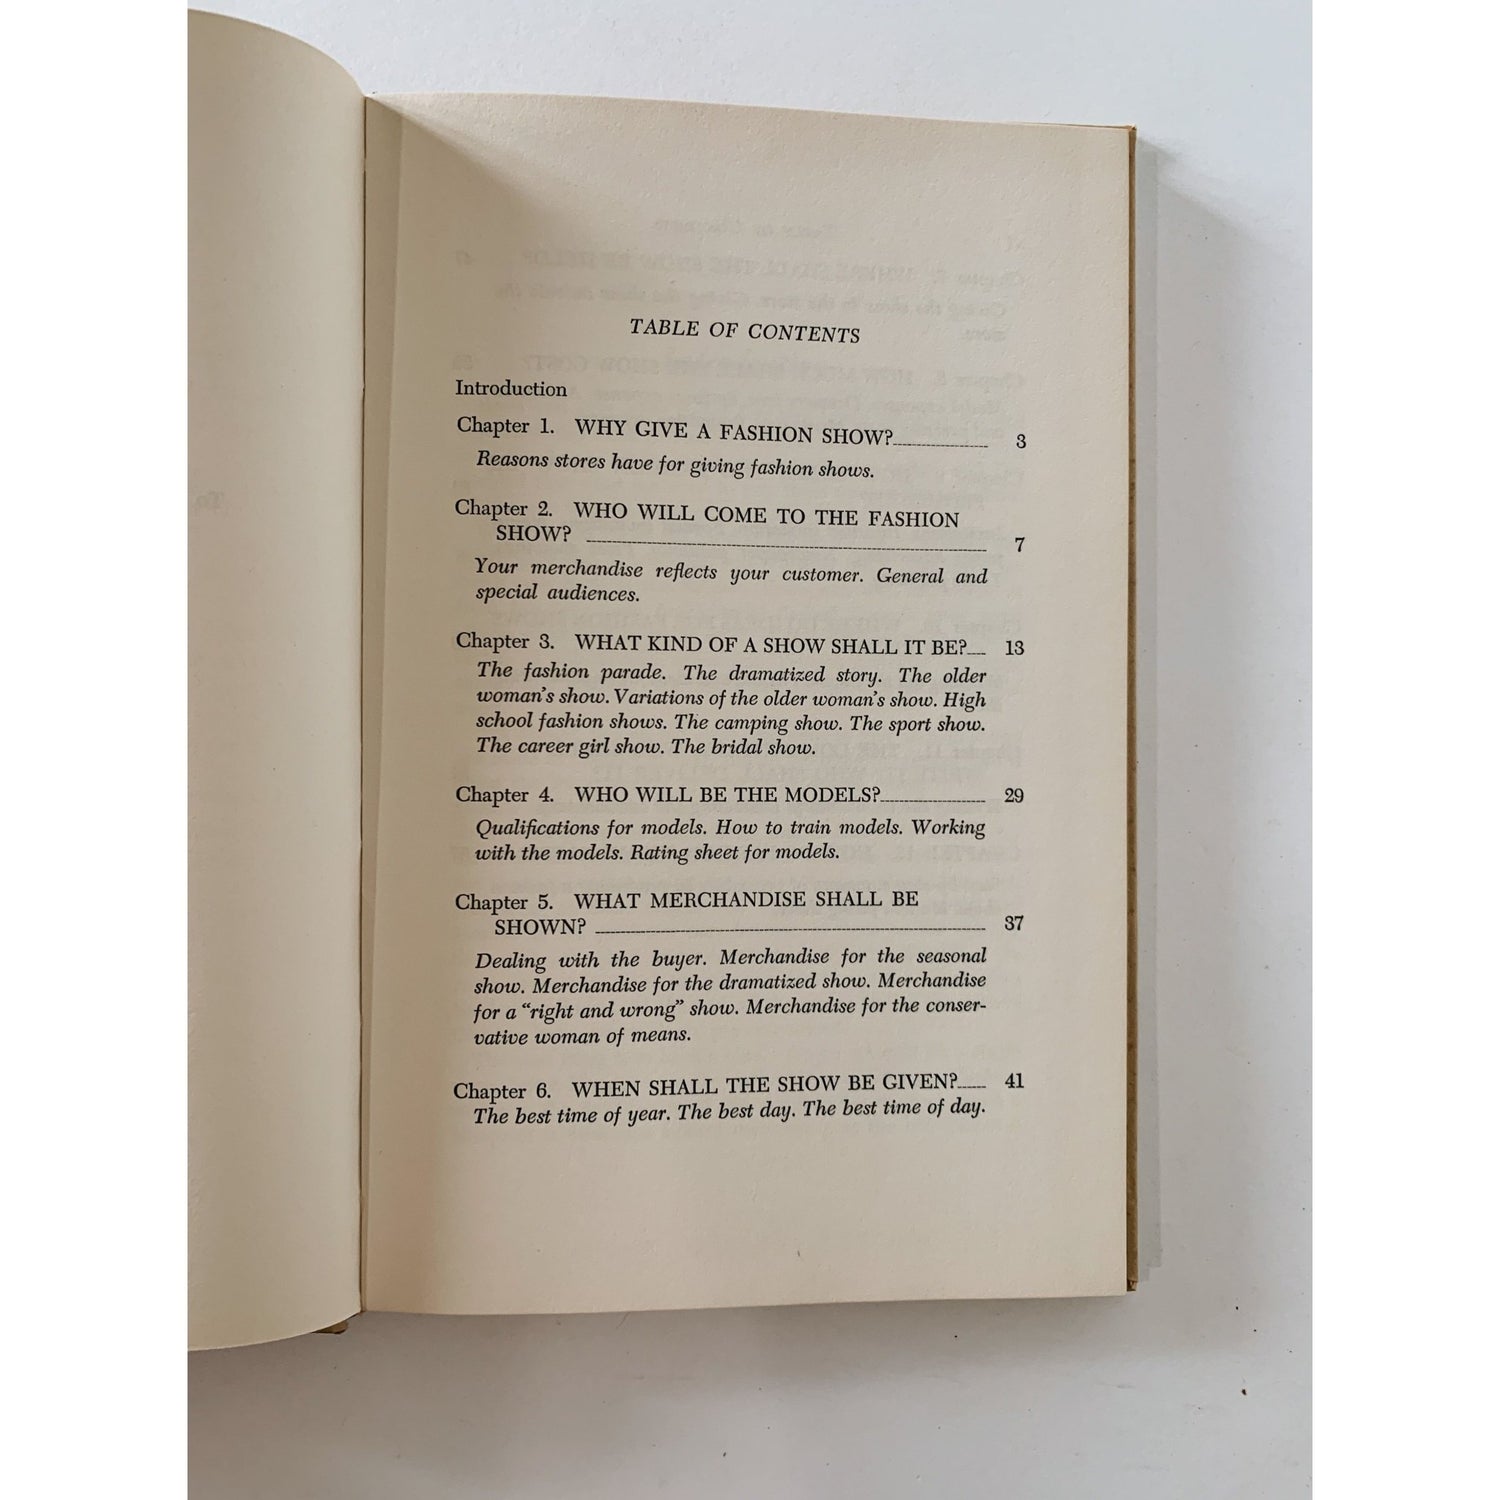 TABLE OF CONTENTS
Introduction
Chapter 1. WHY GIVE A FASHION SHOW? 3
Reasons stores have for giving fashion shows.
Chapter 2. WHO WILL COME TO THE FASHION
SHOW? 7
Your merchandise reflects your customer. General and
special audiences.
Chapter 3. WHAT KIND OF A SHOW SHALL IT BE? 13
The fashion parade. The dramatized story. The older
woman's show. Variations of the older woman's show. High
school fashion shows. The camping show. The sport show.
The career girl show. The bridal show.
Chapter 4. WHO WILL BE THE MODELS? 29
Qualifications for models. How to train models. Working
with the models. Rating sheet for models.
Chapter 5. WHAT MERCHANDISE SHALL BE
SHOWN? 37
Dealing with the buyer. Merchandise for the seasonal
show. Merchandise for the dramatized show. Merchandise
for a "right and wrong" show. Merchandise for the conser-
vative woman of means.
Chapter 6. WHEN SHALL THE SHOW BE GIVEN? 41
The best time of year. The best day. The best time of day.